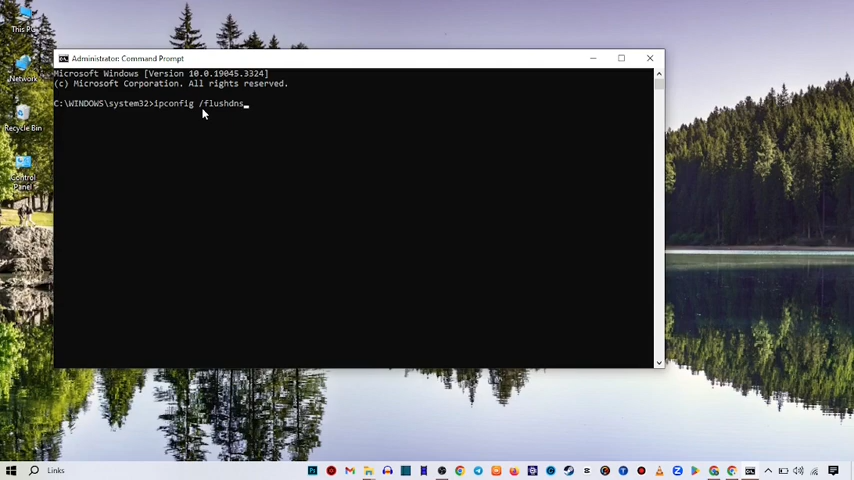 This PC
Network
Recycle Bin
Control
Panel
Administrator: Command Prompt
Microsoft Windows [Version 10.0.19045.3324]
(c) Microsoft Corporation. All rights reserved.
C:\WINDOWS\system32>ipconfig /flushdns
Links